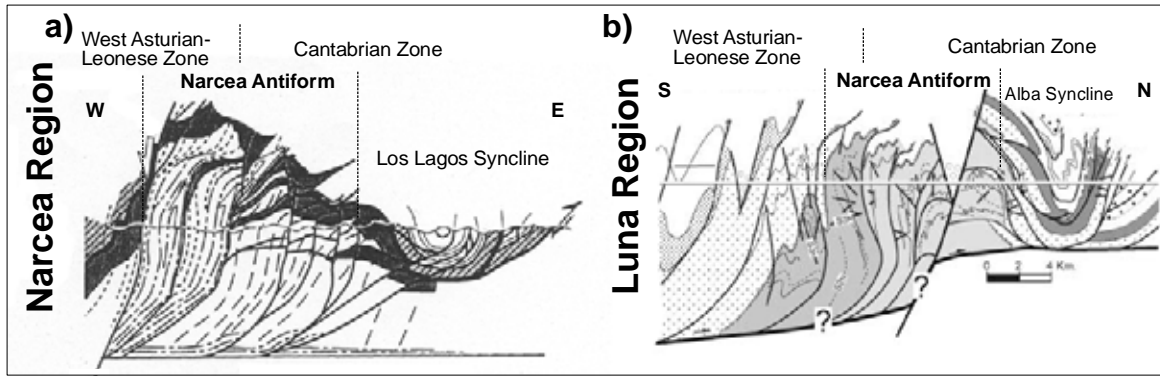 a)
West Asturian-
Leonese Zone
Cantabrian Zone
Narcea Antiform
W
E
Los Lagos Syncline
Narcea Region
b)
West Asturian-
Leonese Zone
Cantabrian Zone
Narcea Antiform
S
Alba Syncline
N
Luna Region
?
?
0 2 4 Km.